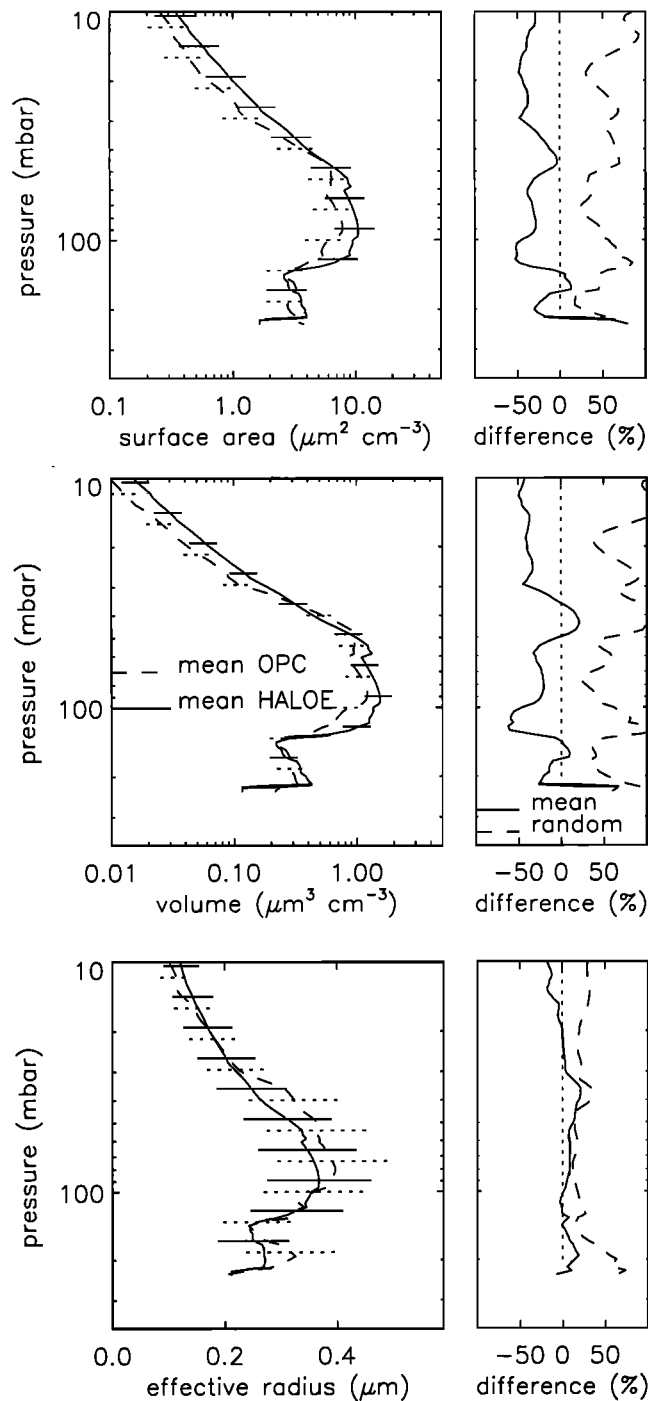 10
100
pressure (mbar)
0.1 1.0 10.0
surface area (μm² cm⁻³)
−50 0 50
difference (%)
10
100
pressure (mbar)
mean OPC
mean HALOE
mean
random
0.01 0.10 1.00
volume (μm³ cm⁻³)
−50 0 50
difference (%)
10
100
pressure (mbar)
0.0 0.2 0.4
effective radius (μm)
−50 0 50
difference (%)